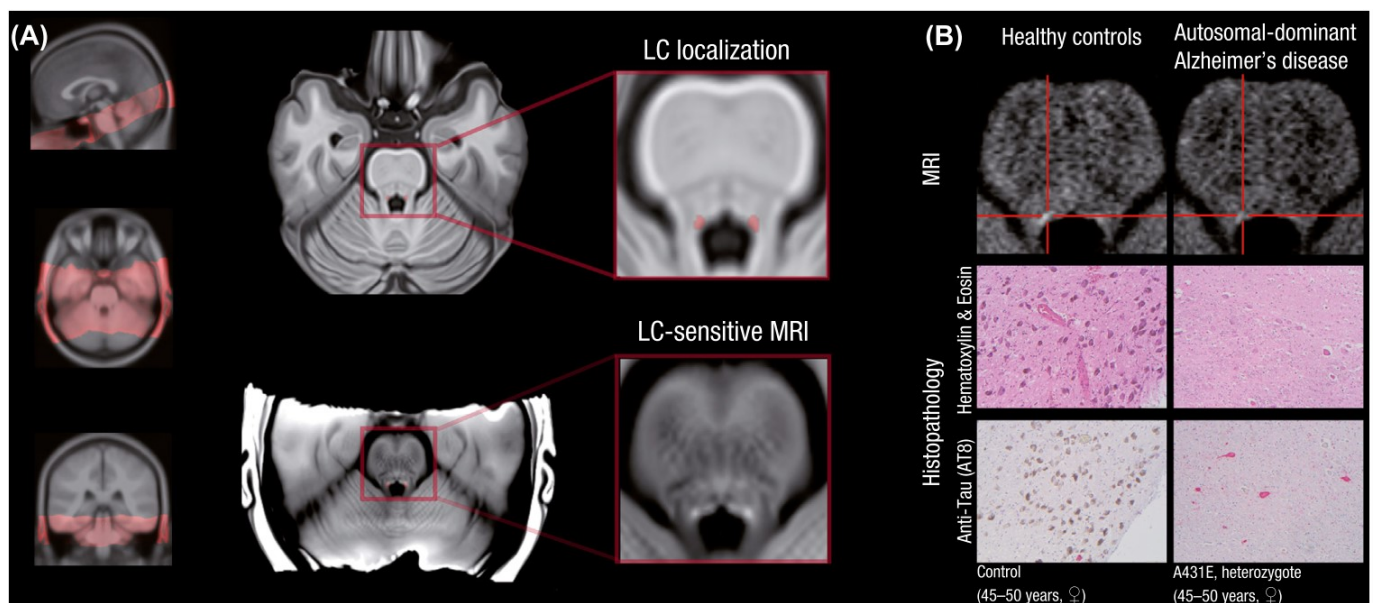 (A)
LC localization
LC-sensitive MRI
(B)
Healthy controls
Autosomal-dominant
Alzheimer's disease
MRI
Histopathology
Hematoxylin & Eosin
Anti-Tau (AT8)
Control
(45–50 years, ♀)
A431E, heterozygote
(45–50 years, ♀)